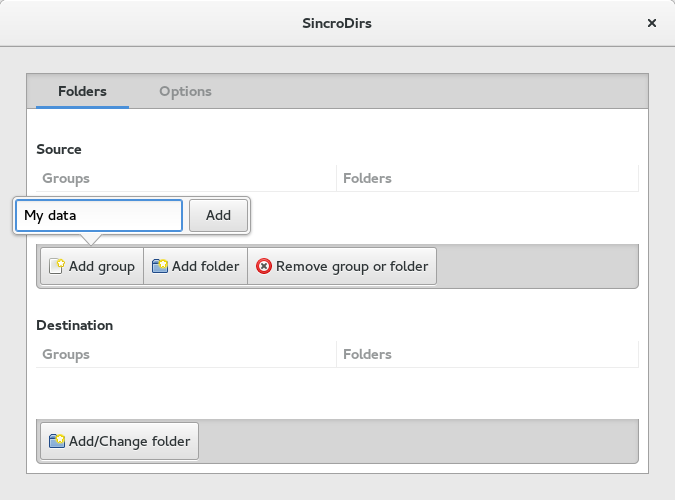 SincroDirs
Folders Options
Source
Groups Folders
My data Add
Add group Add folder Remove group or folder
Destination
Groups Folders
Add/Change folder